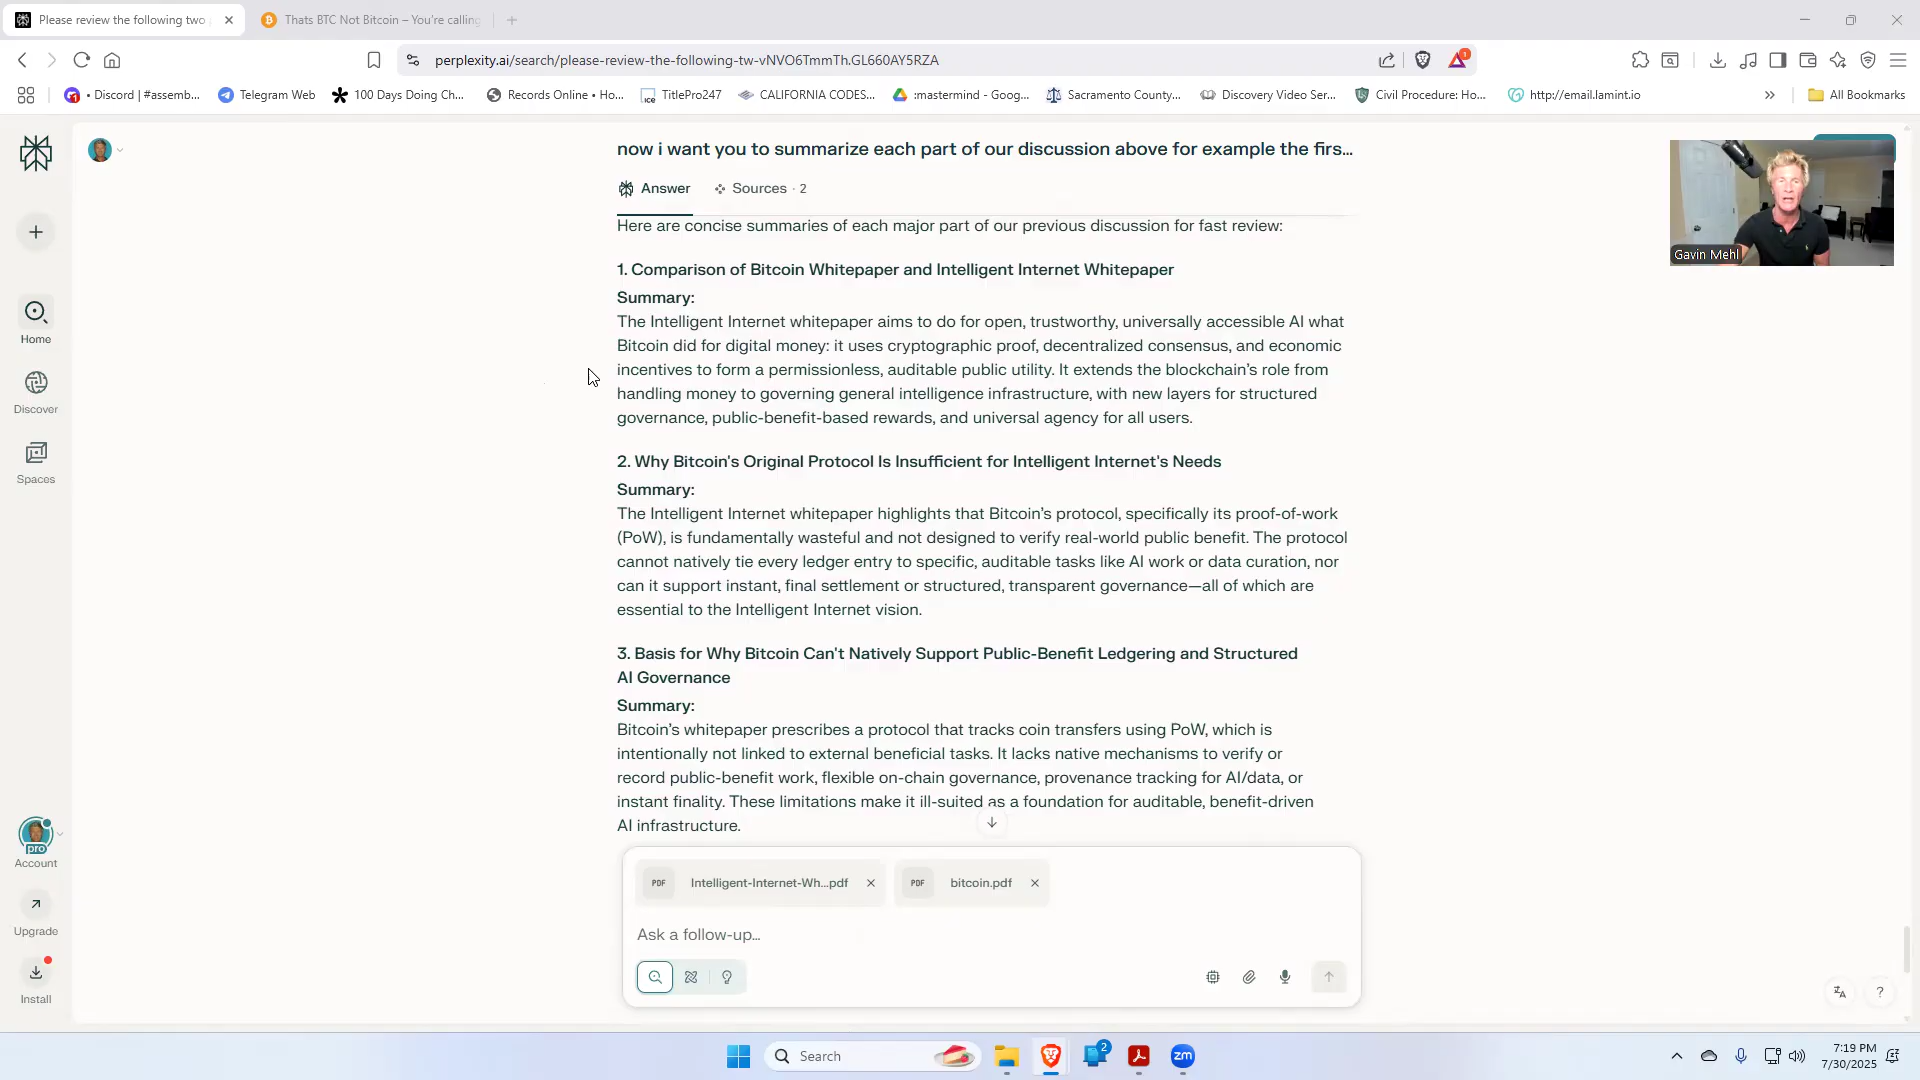 Please review the following two
Thats BTC Not Bitcoin – You're calling
perplexity.ai/search/please-review-the-following-tw-vNVO6TmmTh.GL660AY5RZA
1
• Discord | #assemb...
Telegram Web
100 Days Doing Ch...
Records Online • Ho...
TitlePro247
CALIFORNIA CODES...
:mastermind - Goog...
Sacramento County...
Discovery Video Ser...
Civil Procedure: Ho...
http://email.lamint.io
All Bookmarks
now i want you to summarize each part of our discussion above for example the firs...
Answer
Sources · 2
Gavin Mehl
Here are concise summaries of each major part of our previous discussion for fast review:
1. Comparison of Bitcoin Whitepaper and Intelligent Internet Whitepaper
Summary:
The Intelligent Internet whitepaper aims to do for open, trustworthy, universally accessible AI what
Bitcoin did for digital money: it uses cryptographic proof, decentralized consensus, and economic
incentives to form a permissionless, auditable public utility. It extends the blockchain's role from
handling money to governing general intelligence infrastructure, with new layers for structured
governance, public-benefit-based rewards, and universal agency for all users.
2. Why Bitcoin's Original Protocol Is Insufficient for Intelligent Internet's Needs
Summary:
The Intelligent Internet whitepaper highlights that Bitcoin's protocol, specifically its proof-of-work
(PoW), is fundamentally wasteful and not designed to verify real-world public benefit. The protocol
cannot natively tie every ledger entry to specific, auditable tasks like AI work or data curation, nor
can it support instant, final settlement or structured, transparent governance—all of which are
essential to the Intelligent Internet vision.
3. Basis for Why Bitcoin Can't Natively Support Public-Benefit Ledgering and Structured
AI Governance
Summary:
Bitcoin's whitepaper prescribes a protocol that tracks coin transfers using PoW, which is
intentionally not linked to external beneficial tasks. It lacks native mechanisms to verify or
record public-benefit work, flexible on-chain governance, provenance tracking for AI/data, or
instant finality. These limitations make it ill-suited as a foundation for auditable, benefit-driven
AI infrastructure.
Home
Discover
Spaces
pro
Account
Upgrade
Install
PDF
Intelligent-Internet-Wh...pdf
PDF
bitcoin.pdf
Ask a follow-up…
?
Search
2
zm
7:19 PM
7/30/2025